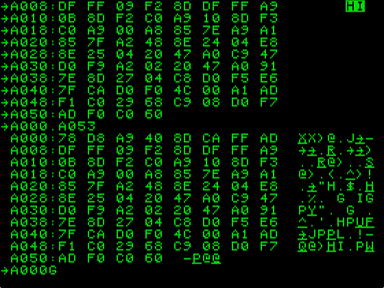 →A008:DF FF 09 F2 8D DF FF A9 HI
→A010:0B 8D F2 C0 A9 10 8D F3
→A018:C0 A9 00 A8 85 7E A9 A1
→A020:85 7F A2 48 8E 24 04 E8
→A028:8E 25 04 20 47 A0 C9 47
→A030:D0 F9 A2 02 20 47 A0 91
→A038:7E 8D 27 04 C8 D0 F5 E6
→A040:7F CA D0 F0 4C 00 A1 AD
→A048:F1 C0 29 68 C9 08 D0 F7
→A050:AD F0 C0 60
→A000.A053
A000:78 D8 A9 40 8D CA FF AD XX)@.J→-
A008:DF FF 09 F2 8D DF FF A9 →→.R.→→)
A010:0B 8D F2 C0 A9 10 8D F3 ..R@)..S
A018:C0 A9 00 A8 85 7E A9 A1 @).(.^)!
A020:85 7F A2 48 8E 24 04 E8 .→"H.$.H
A028:8E 25 04 20 47 A0 C9 47 .%. G IG
A030:D0 F9 A2 02 20 47 A0 91 PY". G .
A038:7E 8D 27 04 C8 D0 F5 E6 ^.'.HPUF
A040:7F CA D0 F0 4C 00 A1 AD →JPPL.!-
A048:F1 C0 29 68 C9 08 D0 F7 Q@)HI.PW
A050:AD F0 C0 60 -P@@
→A000G